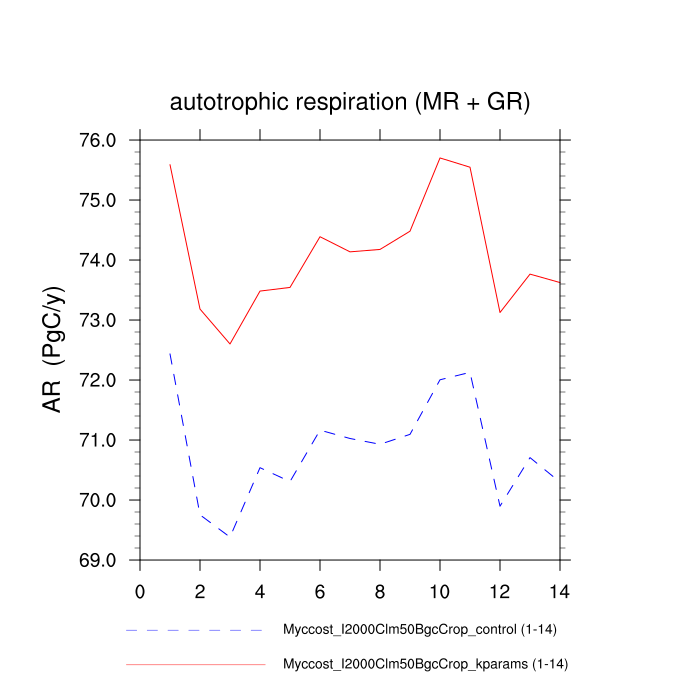 autotrophic respiration (MR + GR)
76.0
75.0
74.0
73.0
72.0
71.0
70.0
69.0
AR (PgC/y)
0 2 4 6 8 10 12 14
Myccost_I2000Clm50BgcCrop_control (1-14)
Myccost_I2000Clm50BgcCrop_kparams (1-14)